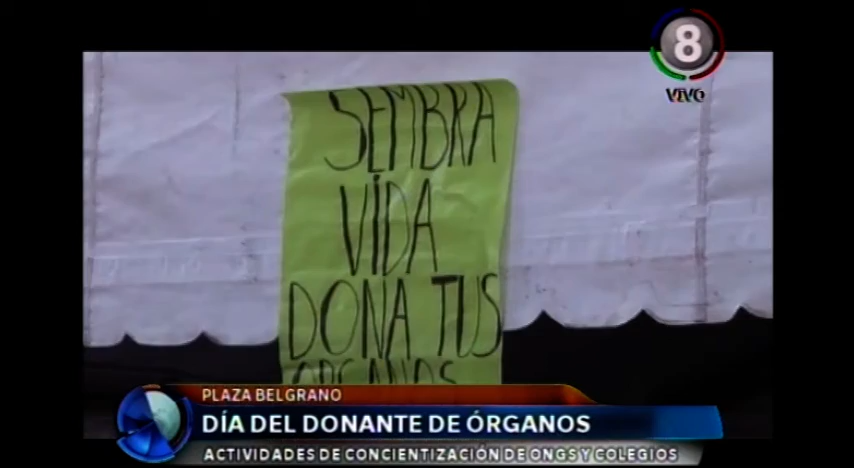 8
VIVO
SEMBRA
VIDA
DONA TUS
ORGANOS
PLAZA BELGRANO
DÍA DEL DONANTE DE ÓRGANOS
ACTIVIDADES DE CONCIENTIZACIÓN DE ONGS Y COLEGIOS